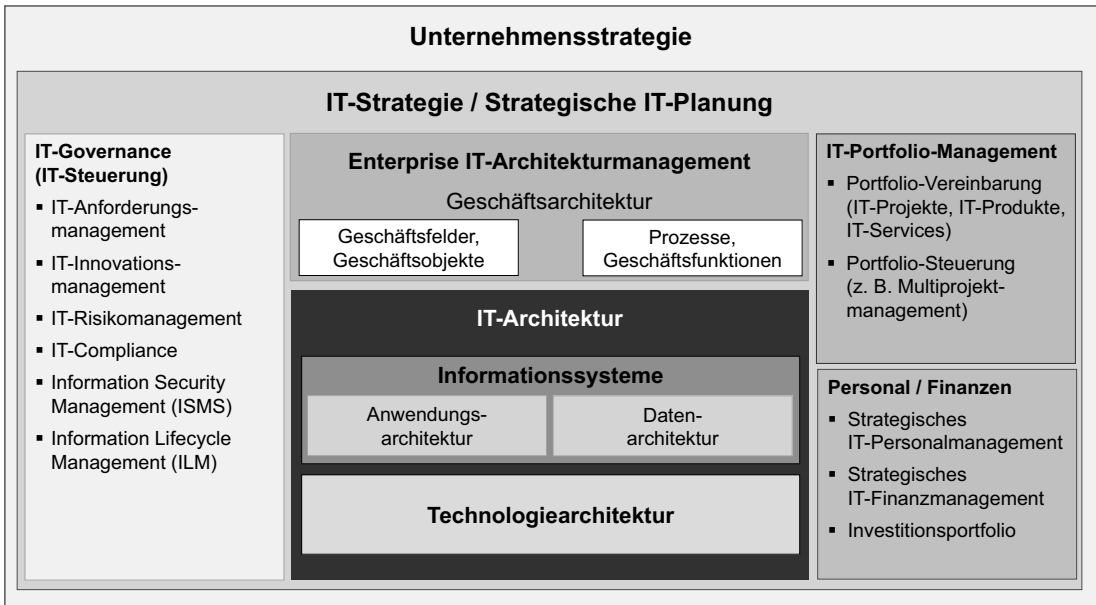 Unternehmensstrategie
IT-Strategie / Strategische IT-Planung
IT-Governance
(IT-Steuerung)
▪ IT-Anforderungs-
management
▪ IT-Innovations-
management
▪ IT-Risikomanagement
▪ IT-Compliance
▪ Information Security
Management (ISMS)
▪ Information Lifecycle
Management (ILM)
Enterprise IT-Architekturmanagement
Geschäftsarchitektur
Geschäftsfelder,
Geschäftsobjekte
Prozesse,
Geschäftsfunktionen
IT-Architektur
Informationssysteme
Anwendungs-
architektur
Daten-
architektur
Technologiearchitektur
IT-Portfolio-Management
▪ Portfolio-Vereinbarung
(IT-Projekte, IT-Produkte,
IT-Services)
▪ Portfolio-Steuerung
(z. B. Multiprojekt-
management)
Personal / Finanzen
▪ Strategisches
IT-Personalmanagement
▪ Strategisches
IT-Finanzmanagement
▪ Investitionsportfolio